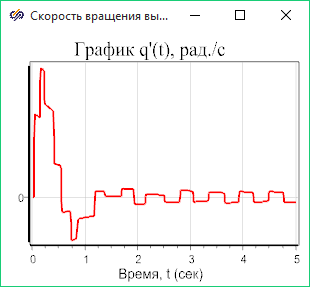 Скорость вращения вы...
График q'(t), рад./с
0
0 1 2 3 4 5
Время, t (сек)